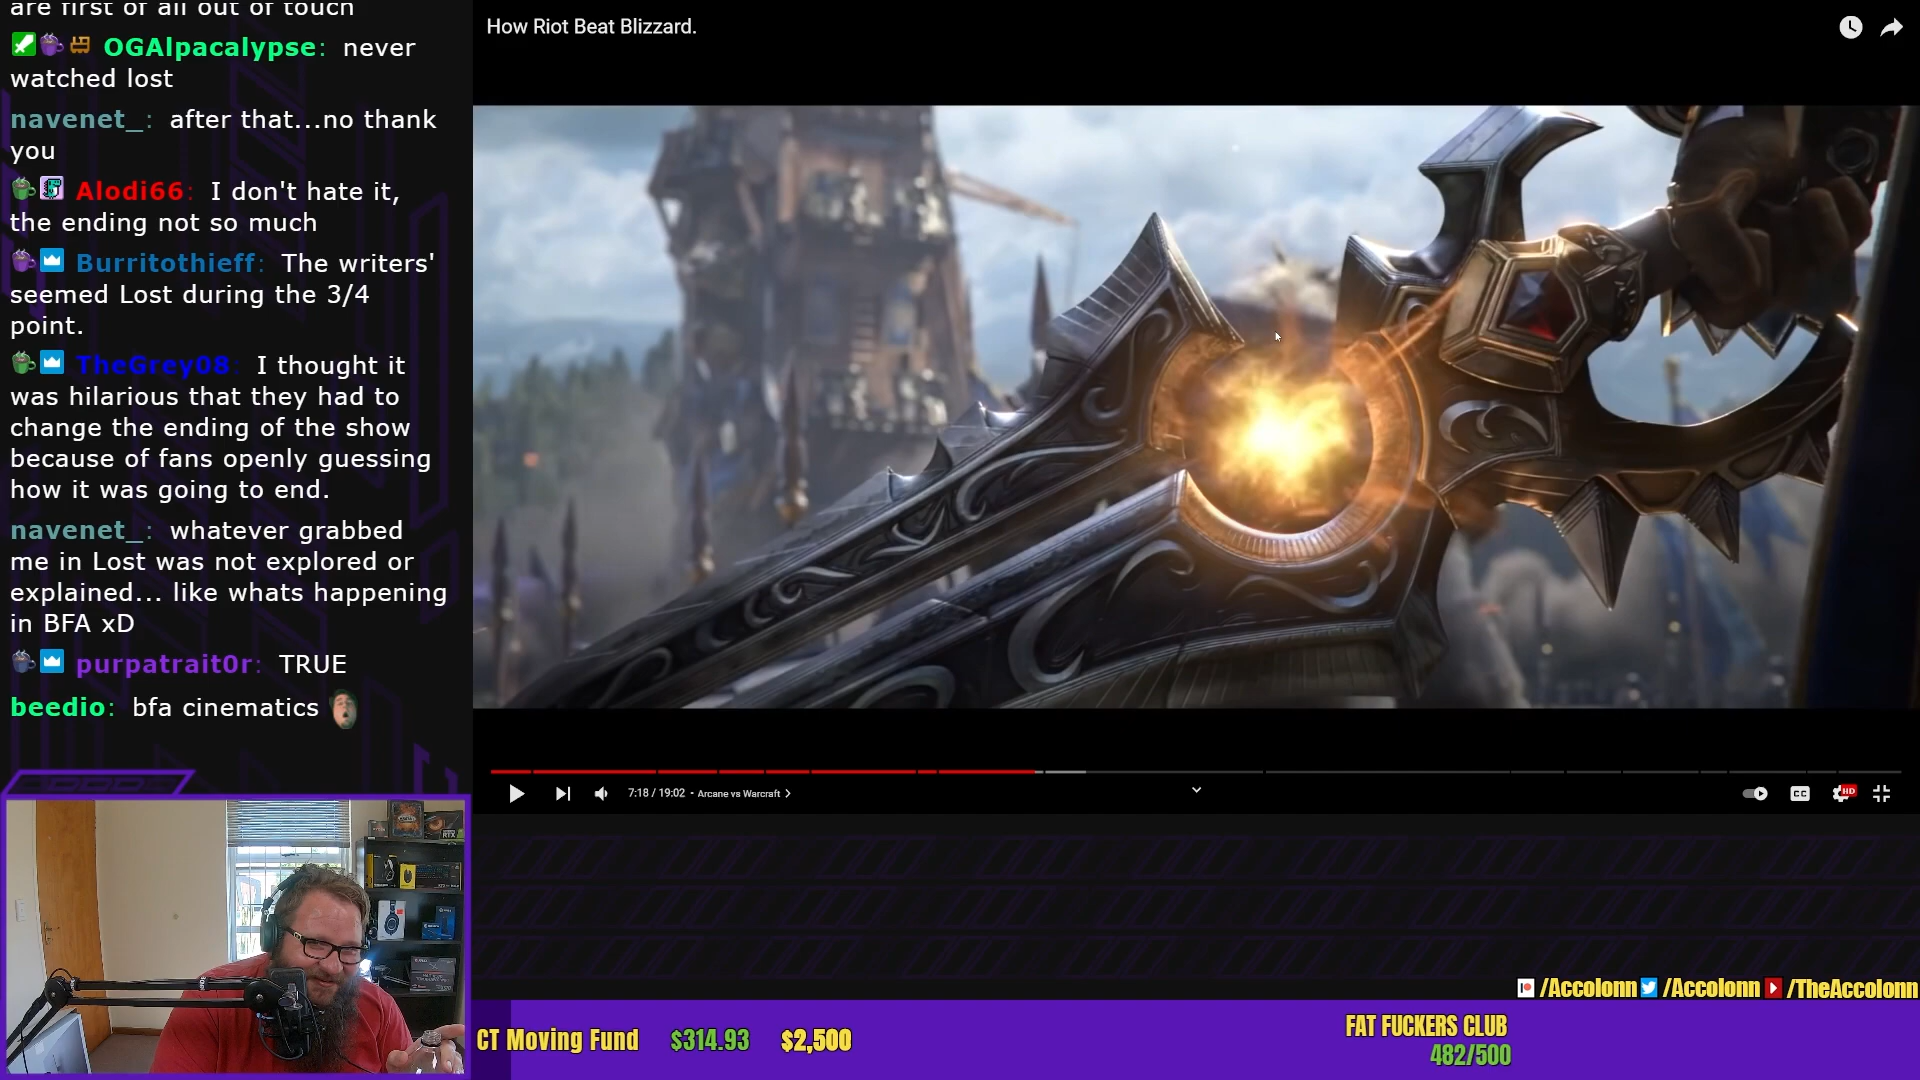 are first of all out of touch
OGAlpacalypse: never
watched lost
navenet_: after that...no thank
you
Alodi66: I don't hate it,
the ending not so much
Burritothieff: The writers'
seemed Lost during the 3/4
point.
TheGrey08: I thought it
was hilarious that they had to
change the ending of the show
because of fans openly guessing
how it was going to end.
navenet_: whatever grabbed
me in Lost was not explored or
explained... like whats happening
in BFA xD
purpatrait0r: TRUE
beedio: bfa cinematics
How Riot Beat Blizzard.
7:18 / 19:02 • Arcane vs Warcraft >
CC
HD
/Accolonn /Accolonn /TheAccolonn
CT Moving Fund $314.93 $2,500
FAT FUCKERS CLUB
482/500